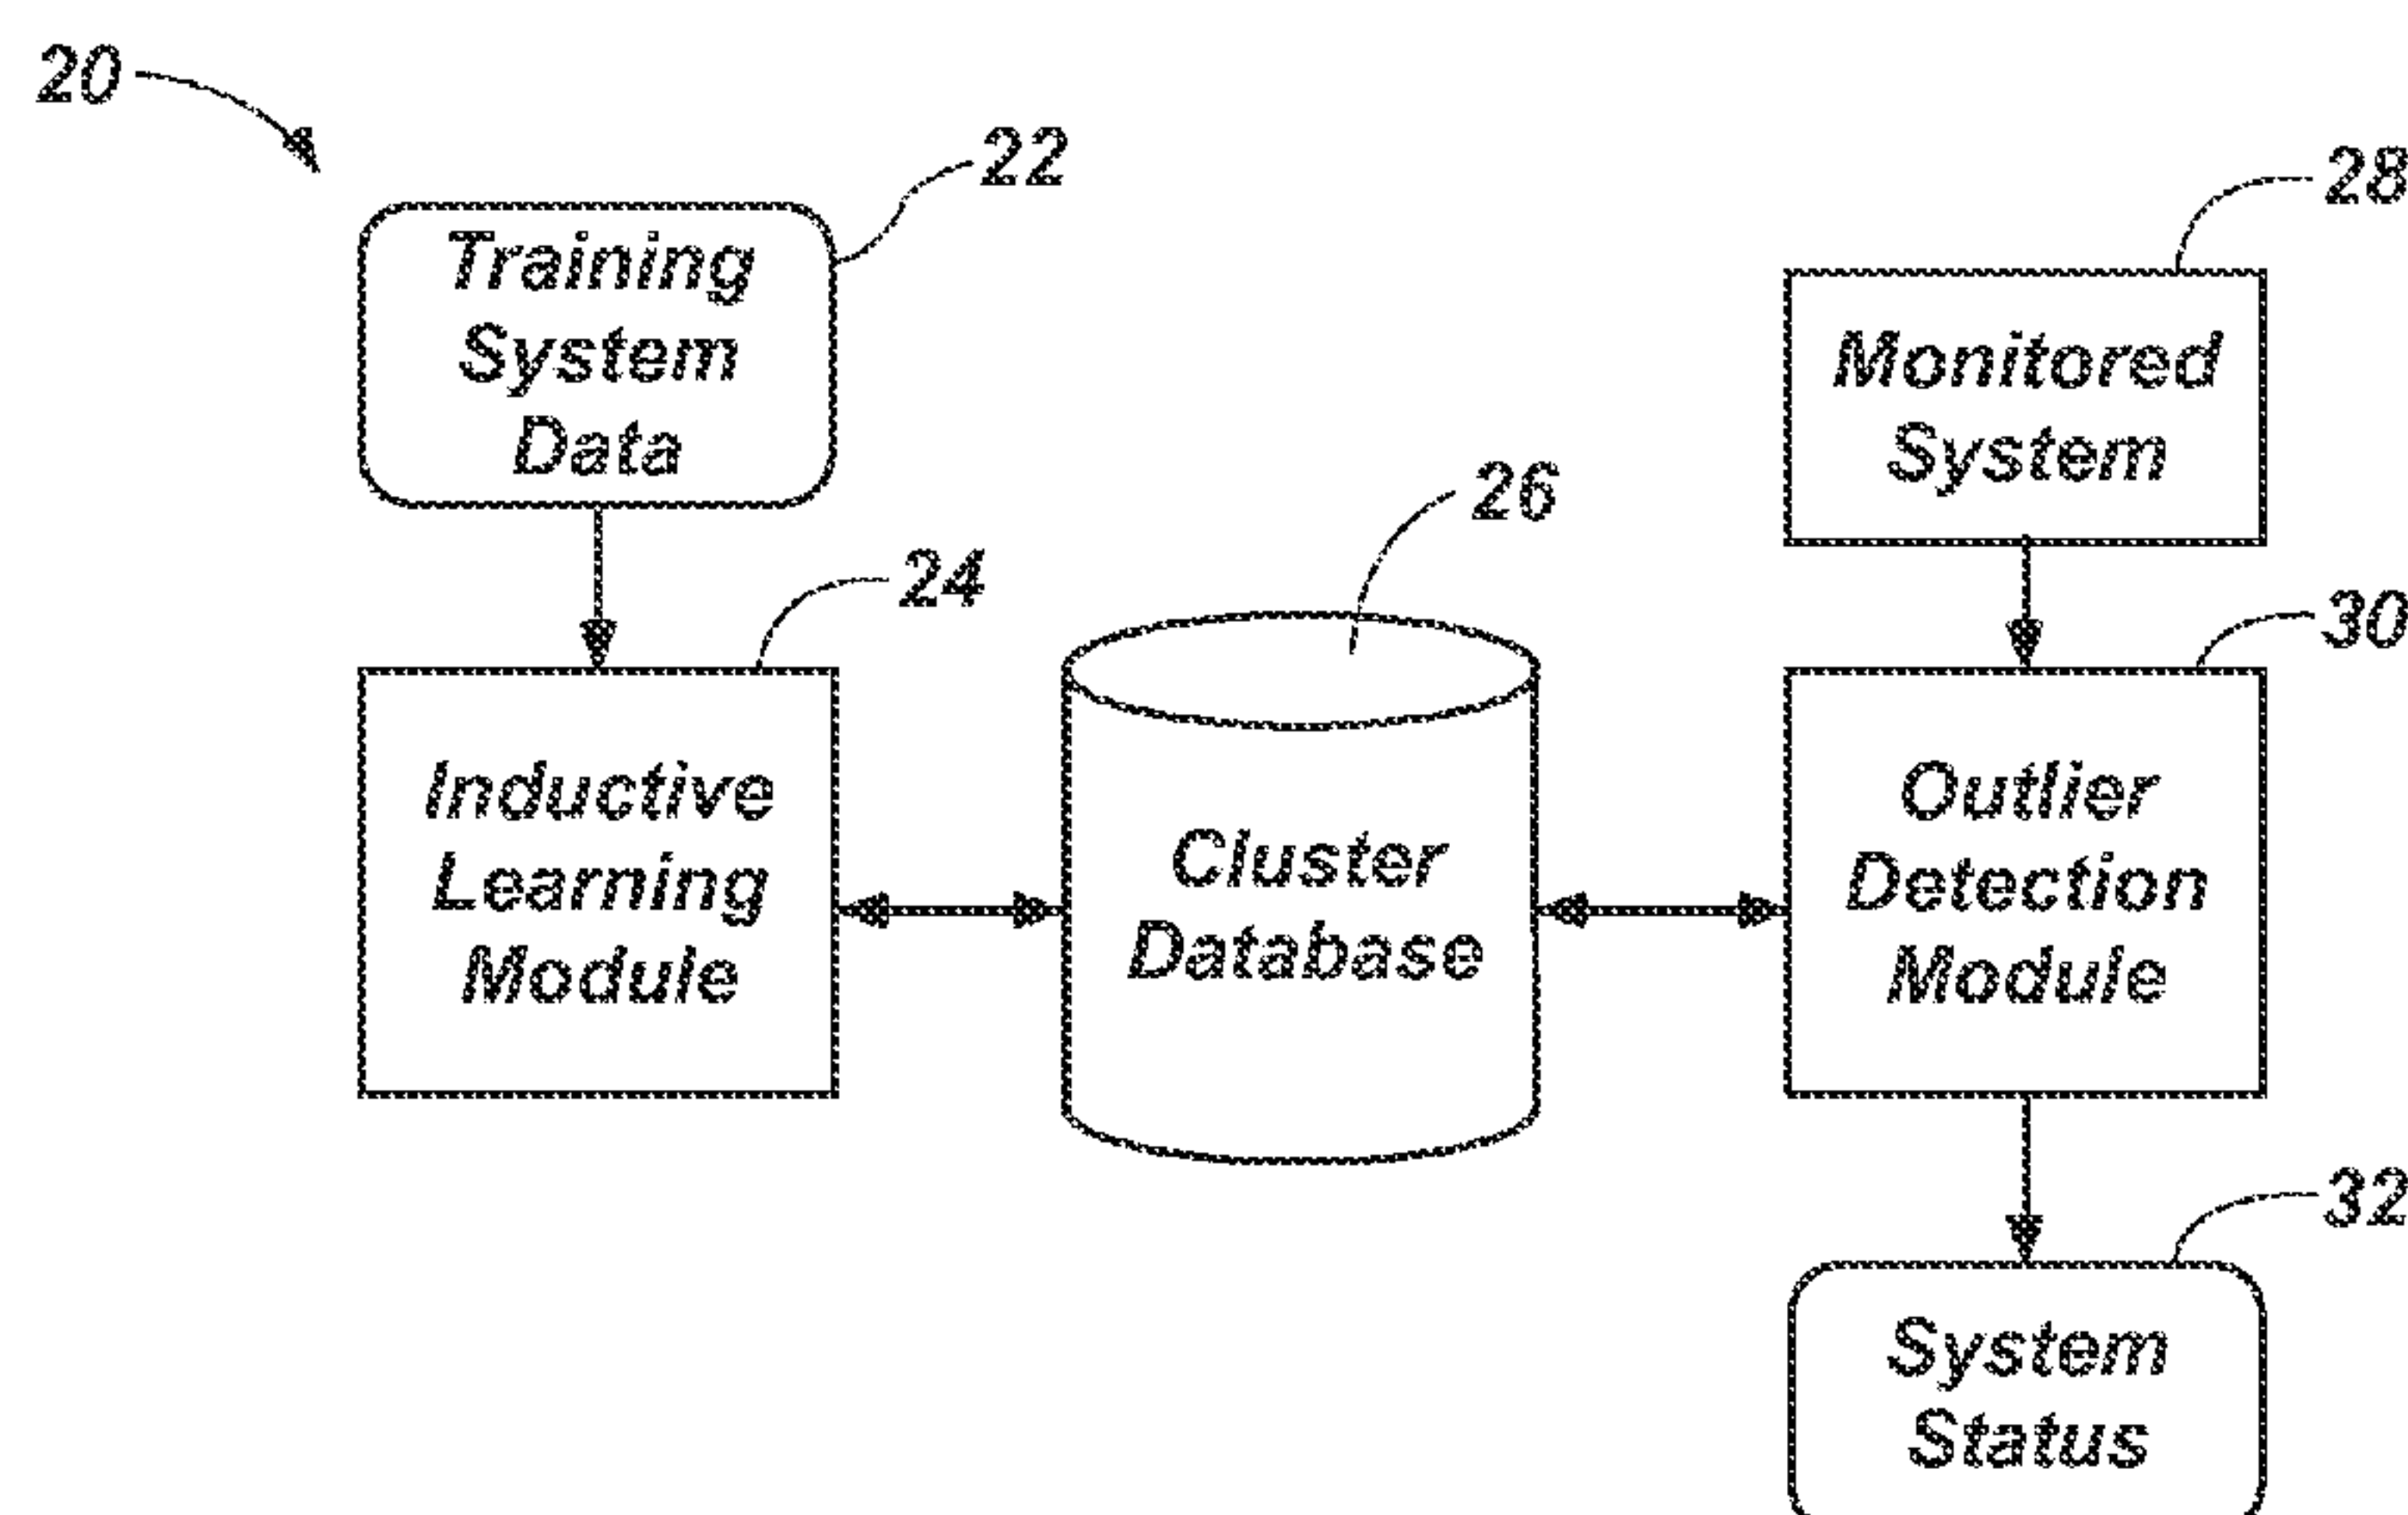 20
22
Training
System
Data
28
Monitored
System
24
26
30
Inductive
Learning
Module
Cluster
Database
Outlier
Detection
Module
32
System
Status